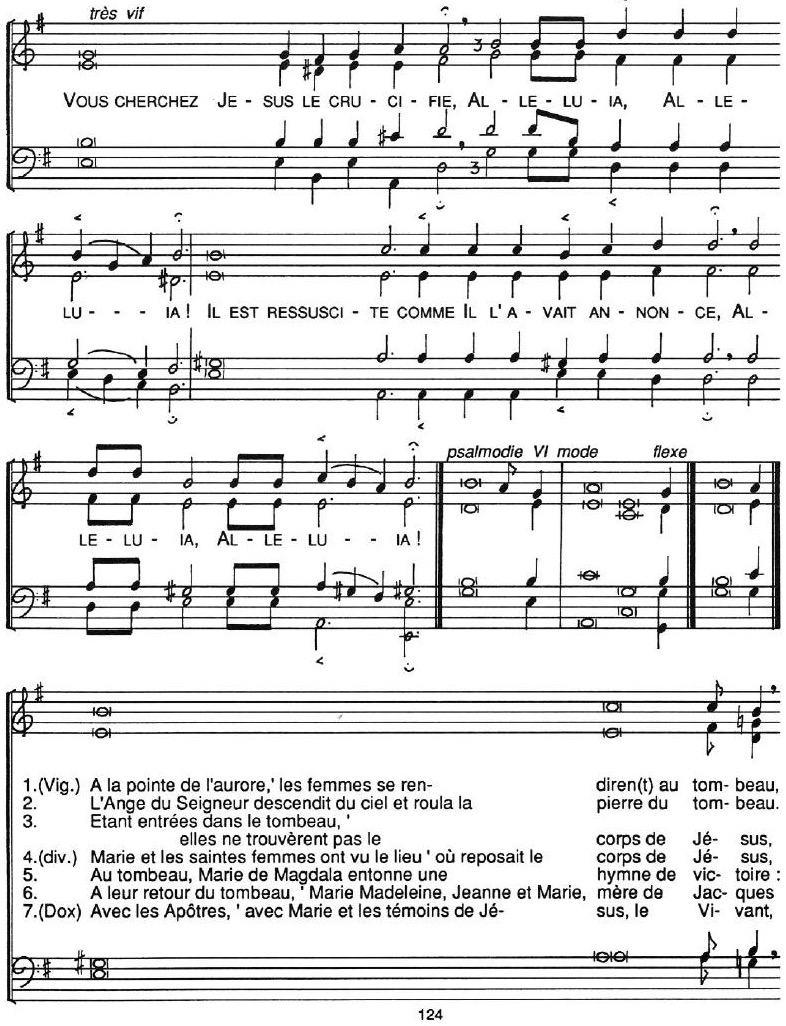 très vif
3
VOUS CHERCHEZ JE - SUS LE CRU - CI - FIE, AL - LE - LU - IA, AL - LE -
3
LU - - - IA ! IL EST RESSUSCI - TE COMME IL L'A - VAIT AN - NON - CE, AL -
psalmodie VI mode flexe
LE - LU - IA, AL - LE - LU - - IA !
1.(Vig.) A la pointe de l'aurore,' les femmes se ren- diren(t) au tom- beau,
2. L'Ange du Seigneur descendit du ciel et roula la pierre du tom- beau.
3. Etant entrées dans le tombeau, '
elles ne trouvèrent pas le corps de Jé- sus,
4.(div.) Marie et les saintes femmes ont vu le lieu ' où reposait le corps de Jé- sus,
5. Au tombeau, Marie de Magdala entonne une hymne de vic- toire :
6. A leur retour du tombeau, ' Marie Madeleine, Jeanne et Marie, mère de Jac- ques
7.(Dox) Avec les Apôtres, ' avec Marie et les témoins de Jé- sus, le Vi- vant,
124